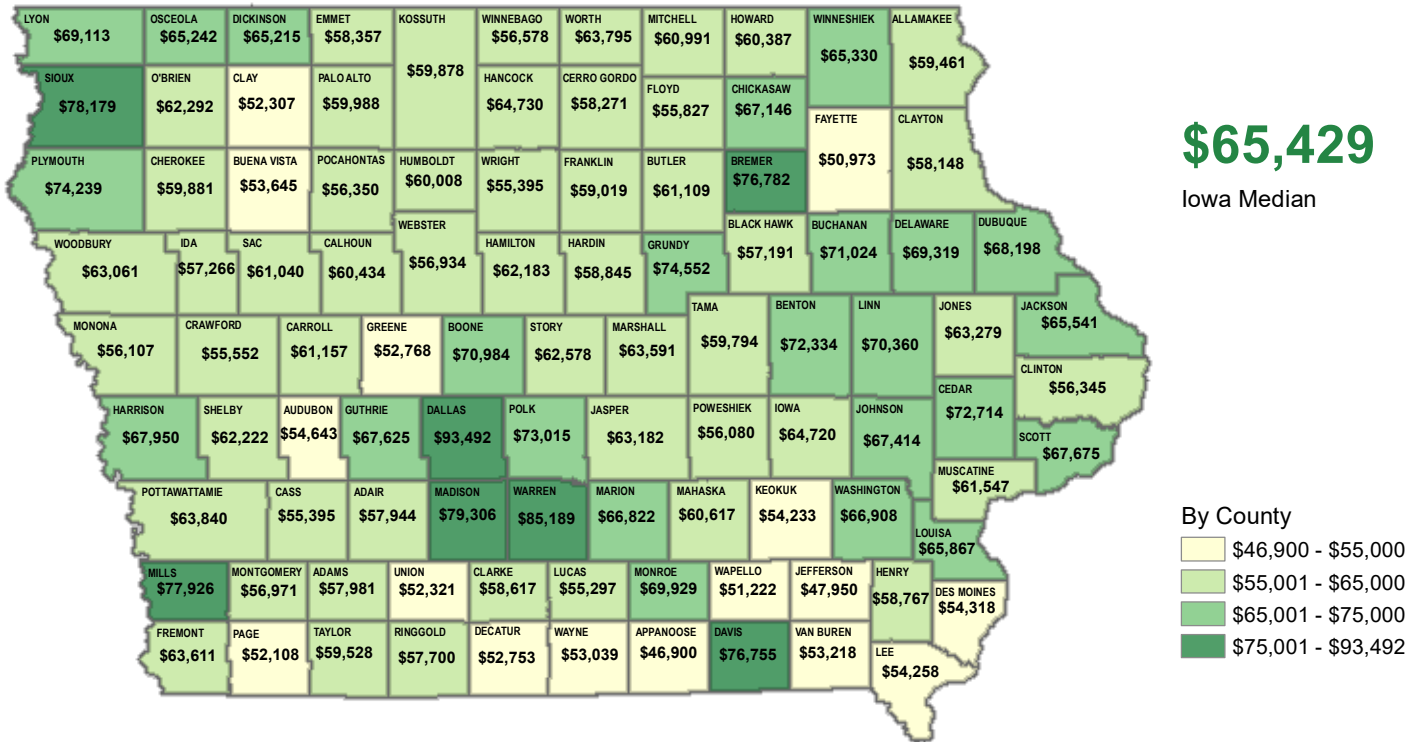 LYON
$69,113
OSCEOLA
$65,242
DICKINSON
$65,215
EMMET
$58,357
KOSSUTH
$59,878
WINNEBAGO
$56,578
WORTH
$63,795
MITCHELL
$60,991
HOWARD
$60,387
WINNESHIEK
$65,330
ALLAMAKEE
$59,461
SIOUX
$78,179
O'BRIEN
$62,292
CLAY
$52,307
PALO ALTO
$59,988
HANCOCK
$64,730
CERRO GORDO
$58,271
FLOYD
$55,827
CHICKASAW
$67,146
FAYETTE
$50,973
CLAYTON
$58,148
PLYMOUTH
$74,239
CHEROKEE
$59,881
BUENA VISTA
$53,645
POCAHONTAS
$56,350
HUMBOLDT
$60,008
WRIGHT
$55,395
FRANKLIN
$59,019
BUTLER
$61,109
BREMER
$76,782
WOODBURY
$63,061
IDA
$57,266
SAC
$61,040
CALHOUN
$60,434
WEBSTER
$56,934
HAMILTON
$62,183
HARDIN
$58,845
GRUNDY
$74,552
BLACK HAWK
$57,191
BUCHANAN
$71,024
DELAWARE
$69,319
DUBUQUE
$68,198
MONONA
$56,107
CRAWFORD
$55,552
CARROLL
$61,157
GREENE
$52,768
BOONE
$70,984
STORY
$62,578
MARSHALL
$63,591
TAMA
$59,794
BENTON
$72,334
LINN
$70,360
JONES
$63,279
JACKSON
$65,541
CLINTON
$56,345
HARRISON
$67,950
SHELBY
$62,222
AUDUBON
$54,643
GUTHRIE
$67,625
DALLAS
$93,492
POLK
$73,015
JASPER
$63,182
POWESHIEK
$56,080
IOWA
$64,720
JOHNSON
$67,414
CEDAR
$72,714
SCOTT
$67,675
MUSCATINE
$61,547
POTTAWATTAMIE
$63,840
CASS
$55,395
ADAIR
$57,944
MADISON
$79,306
WARREN
$85,189
MARION
$66,822
MAHASKA
$60,617
KEOKUK
$54,233
WASHINGTON
$66,908
LOUISA
$65,867
MILLS
$77,926
MONTGOMERY
$56,971
ADAMS
$57,981
UNION
$52,321
CLARKE
$58,617
LUCAS
$55,297
MONROE
$69,929
WAPELLO
$51,222
JEFFERSON
$47,950
HENRY
$58,767
DES MOINES
$54,318
FREMONT
$63,611
PAGE
$52,108
TAYLOR
$59,528
RINGGOLD
$57,700
DECATUR
$52,753
WAYNE
$53,039
APPANOOSE
$46,900
DAVIS
$76,755
VAN BUREN
$53,218
LEE
$54,258
$65,429
Iowa Median
By County
$46,900 - $55,000
$55,001 - $65,000
$65,001 - $75,000
$75,001 - $93,492